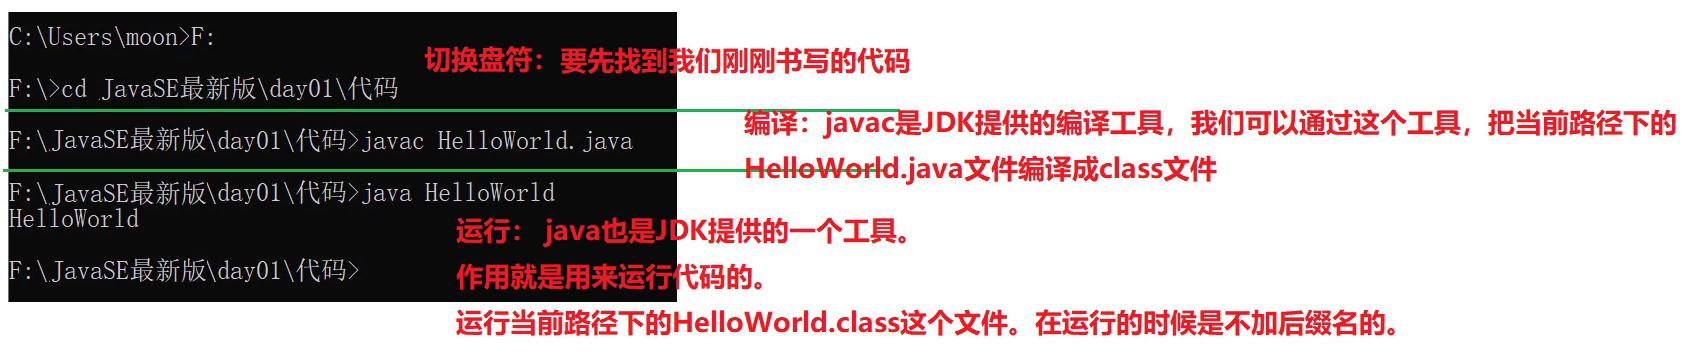 C:\Users\moon>F:
切换盘符：要先找到我们刚刚书写的代码
F:\>cd JavaSE最新版\day01\代码
F:\JavaSE最新版\day01\代码>javac HelloWorld.java
编译：javac是JDK提供的编译工具，我们可以通过这个工具，把当前路径下的
HelloWorld.java文件编译成class文件
F:\JavaSE最新版\day01\代码>java HelloWorld
HelloWorld
运行： java也是JDK提供的一个工具。
作用就是用来运行代码的。
F:\JavaSE最新版\day01\代码>
运行当前路径下的HelloWorld.class这个文件。在运行的时候是不加后缀名的。